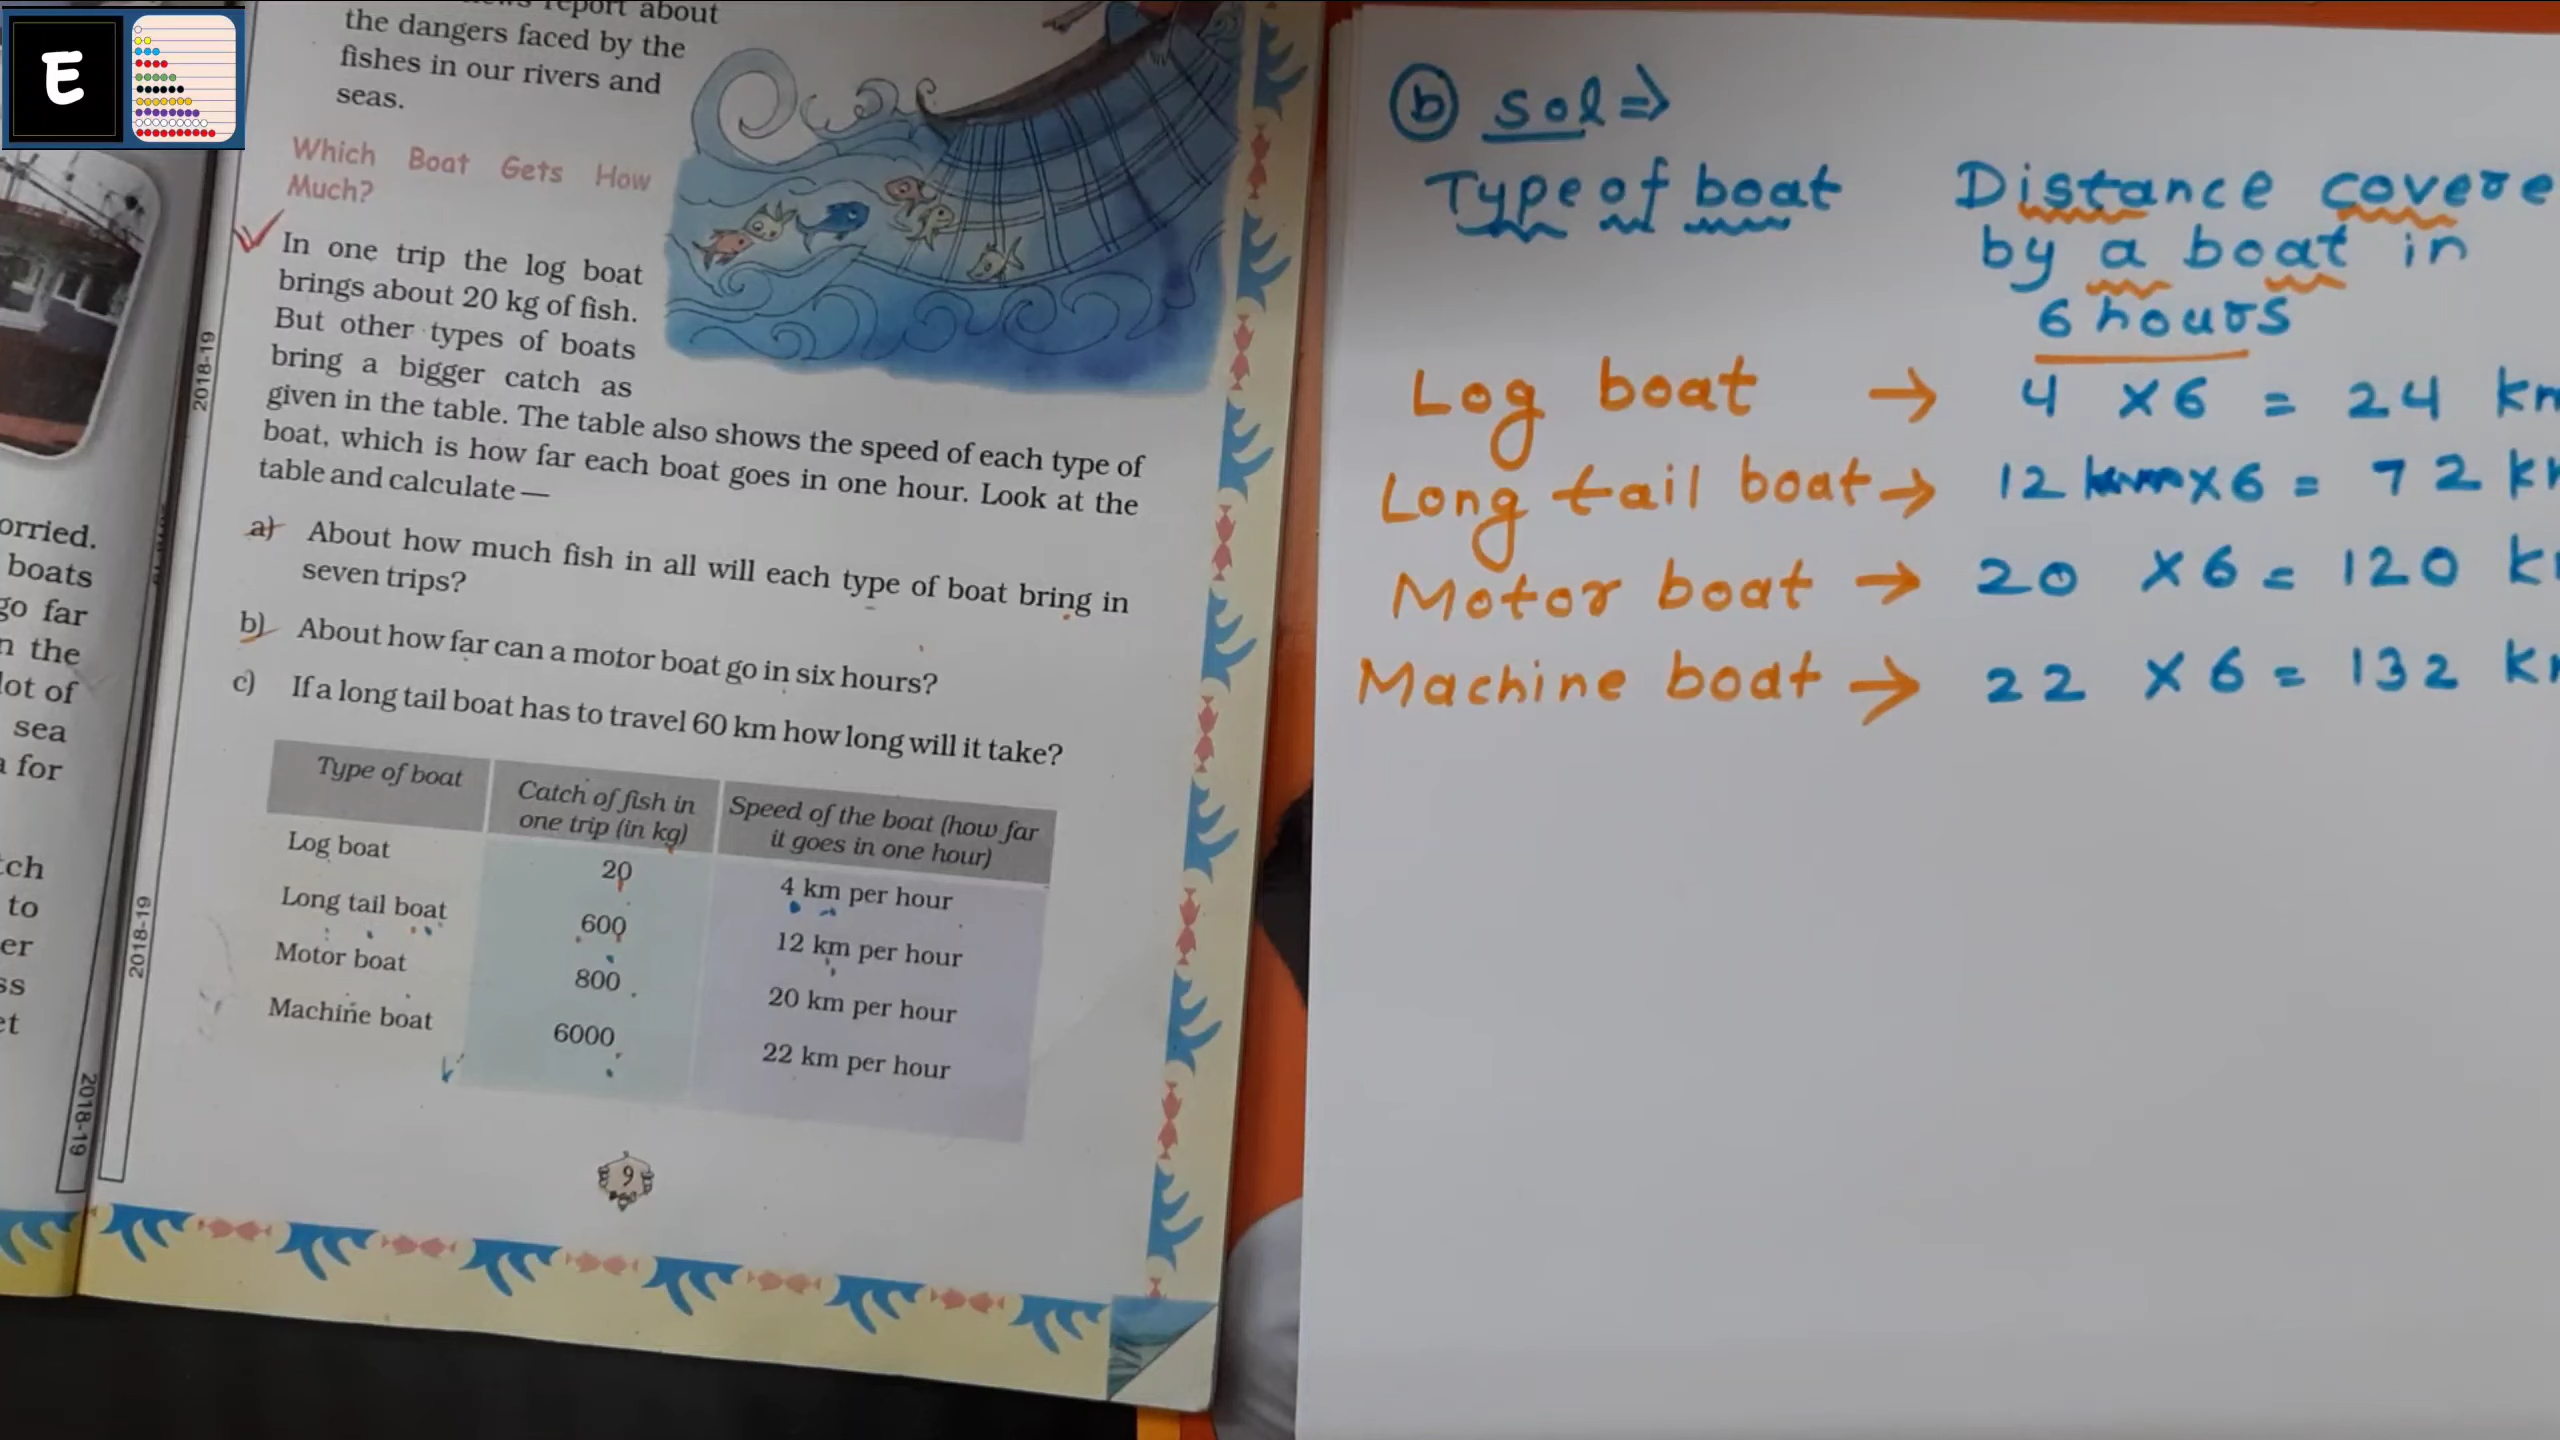 E
report about
the dangers faced by the
fishes in our rivers and
seas.
Which Boat Gets How
Much?
In one trip the log boat
brings about 20 kg of fish.
But other types of boats
bring a bigger catch as
given in the table. The table also shows the speed of each type of
boat, which is how far each boat goes in one hour. Look at the
table and calculate—
a) About how much fish in all will each type of boat bring in
seven trips?
b) About how far can a motor boat go in six hours?
c) If a long tail boat has to travel 60 km how long will it take?
Type of boat Catch of fish in one trip (in kg) Speed of the boat (how far it goes in one hour)
Log boat 20 4 km per hour
Long tail boat 600 12 km per hour
Motor boat 800 20 km per hour
Machine boat 6000 22 km per hour
9
2018-19
2018-19
2018-19
orried.
boats
go far
n the
lot of
sea
a for
tch
to
er
ss
et
b sol ⇒
Type of boat Distance covere
by a boat in
6 hours
Log boat → 4 × 6 = 24 km
Long tail boat → 12 km × 6 = 72 k
Motor boat → 20 × 6 = 120 k
Machine boat → 22 × 6 = 132 k